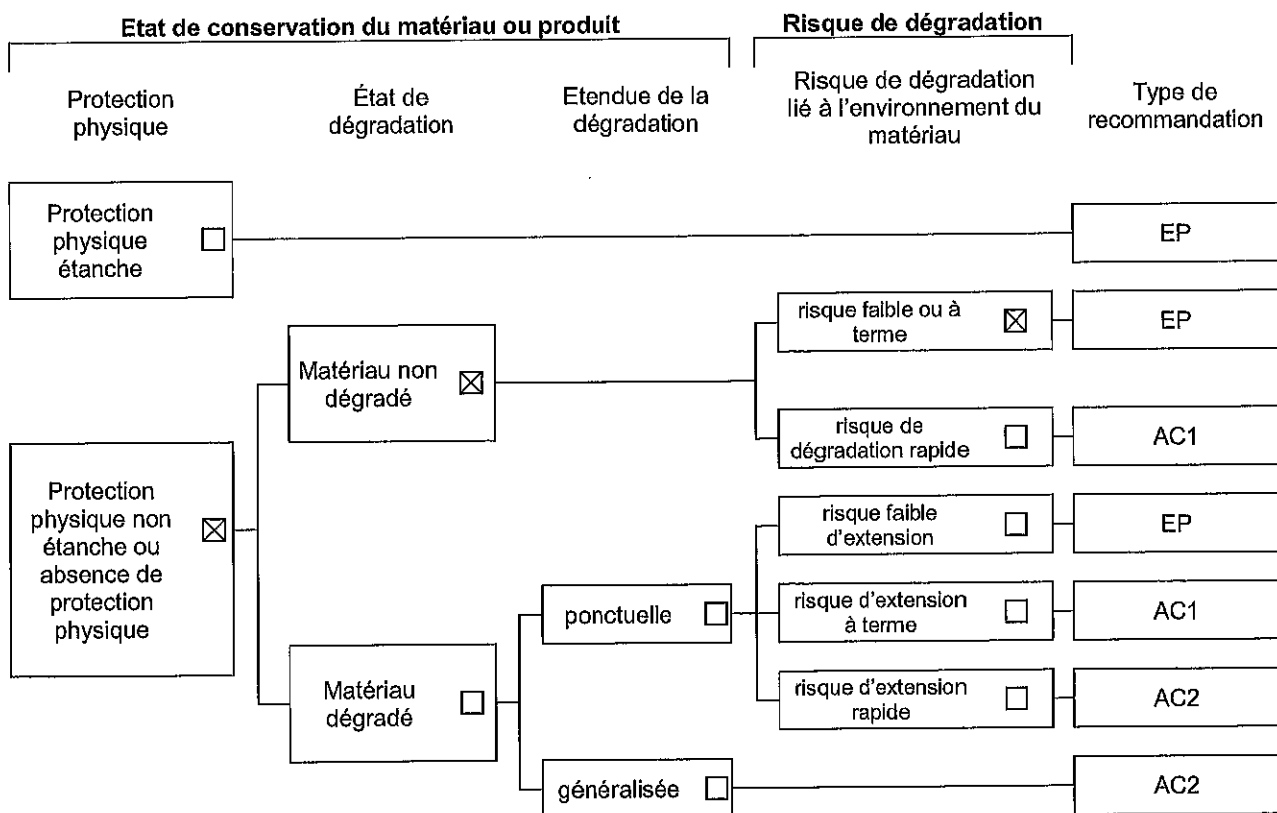 Etat de conservation du matériau ou produit
Risque de dégradation
Protection
physique
État de
dégradation
Etendue de la
dégradation
Risque de dégradation
lié à l'environnement du
matériau
Type de
recommandation
Protection
physique
étanche
EP
risque faible ou à
terme
EP
Matériau non
dégradé
risque de
dégradation rapide
AC1
Protection
physique non
étanche ou
absence de
protection
physique
risque faible
d'extension
EP
ponctuelle
risque d'extension
à terme
AC1
Matériau
dégradé
risque d'extension
rapide
AC2
généralisée
AC2